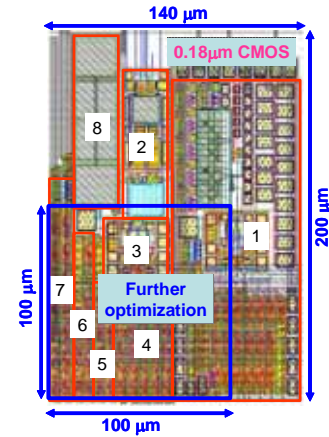 140 µm
0.18µm CMOS
8
2
200 µm
1
3
7
Further
optimization
100 µm
6
5
4
100 µm